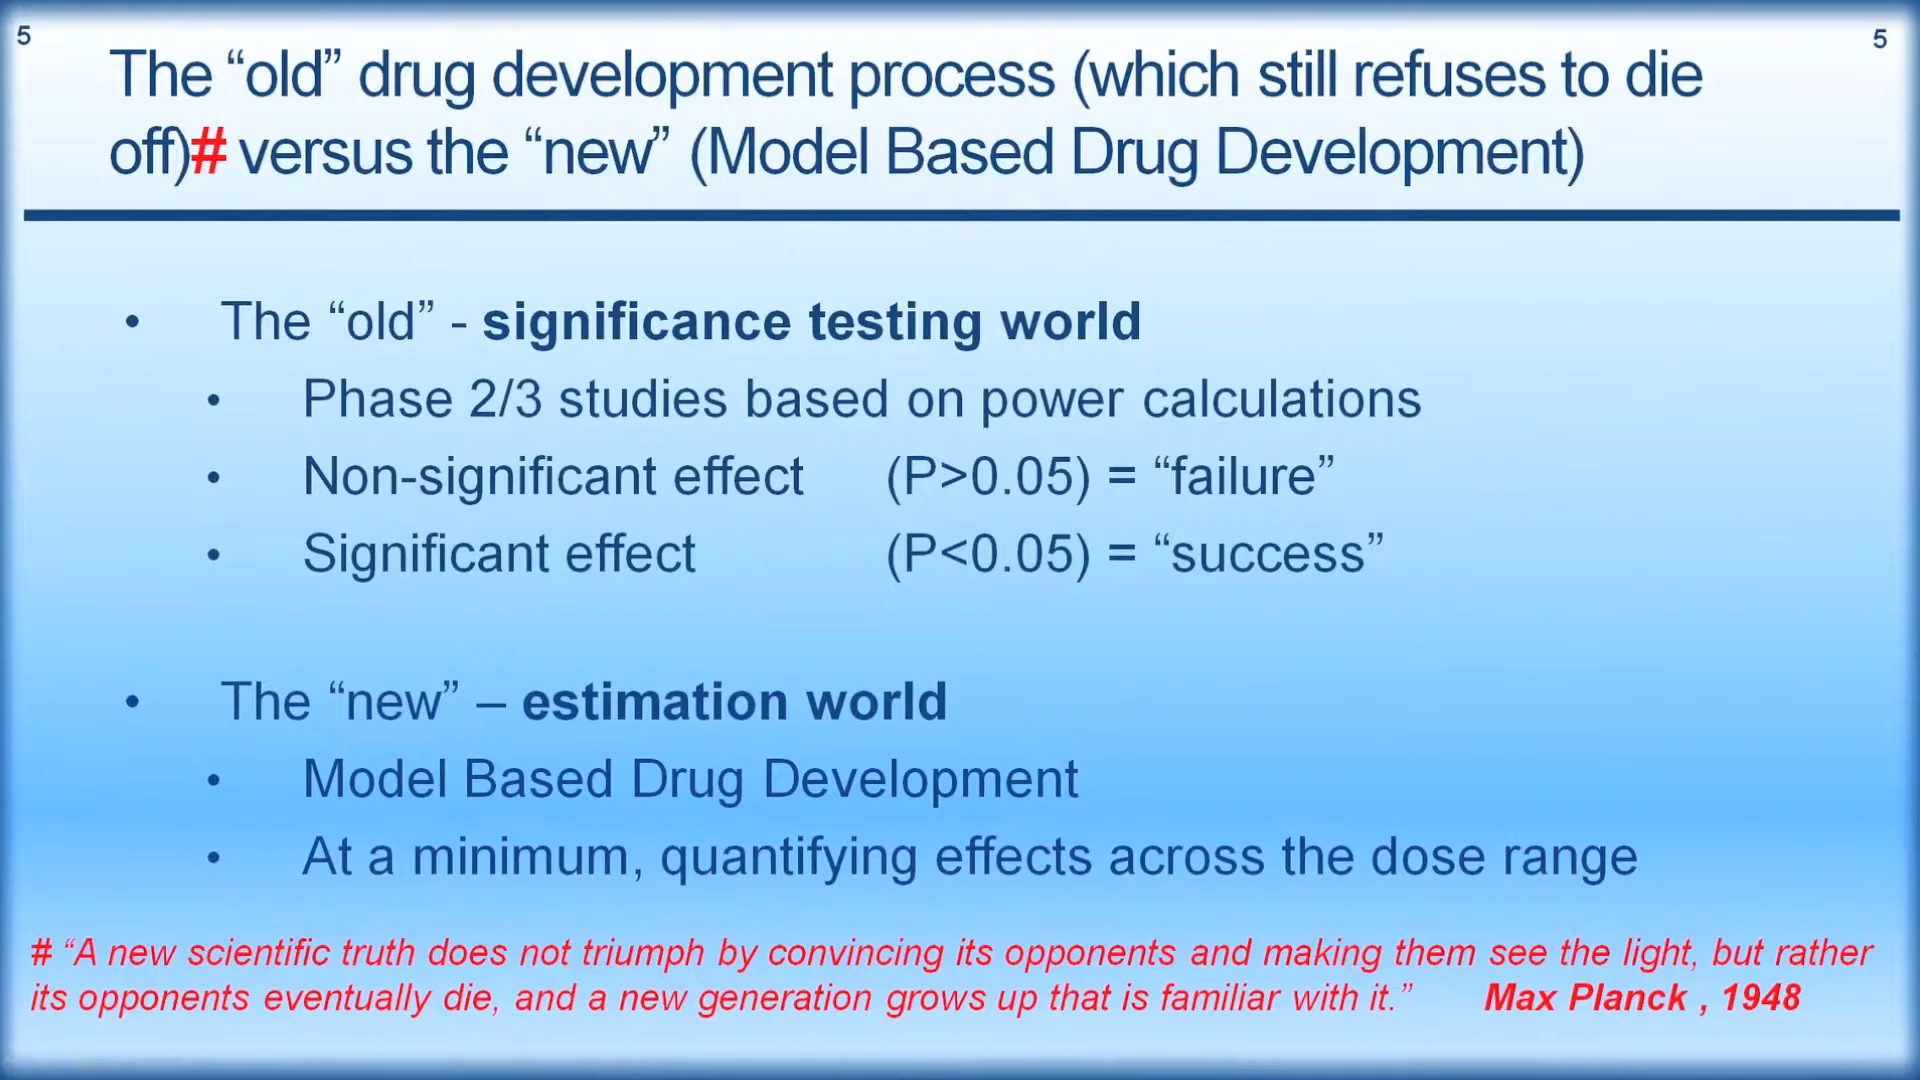 5
5
The “old” drug development process (which still refuses to die
off)# versus the “new” (Model Based Drug Development)
• The “old” - significance testing world
• Phase 2/3 studies based on power calculations
• Non-significant effect (P>0.05) = “failure”
• Significant effect (P<0.05) = “success”
• The “new” – estimation world
• Model Based Drug Development
• At a minimum, quantifying effects across the dose range
# “A new scientific truth does not triumph by convincing its opponents and making them see the light, but rather
its opponents eventually die, and a new generation grows up that is familiar with it.” Max Planck , 1948